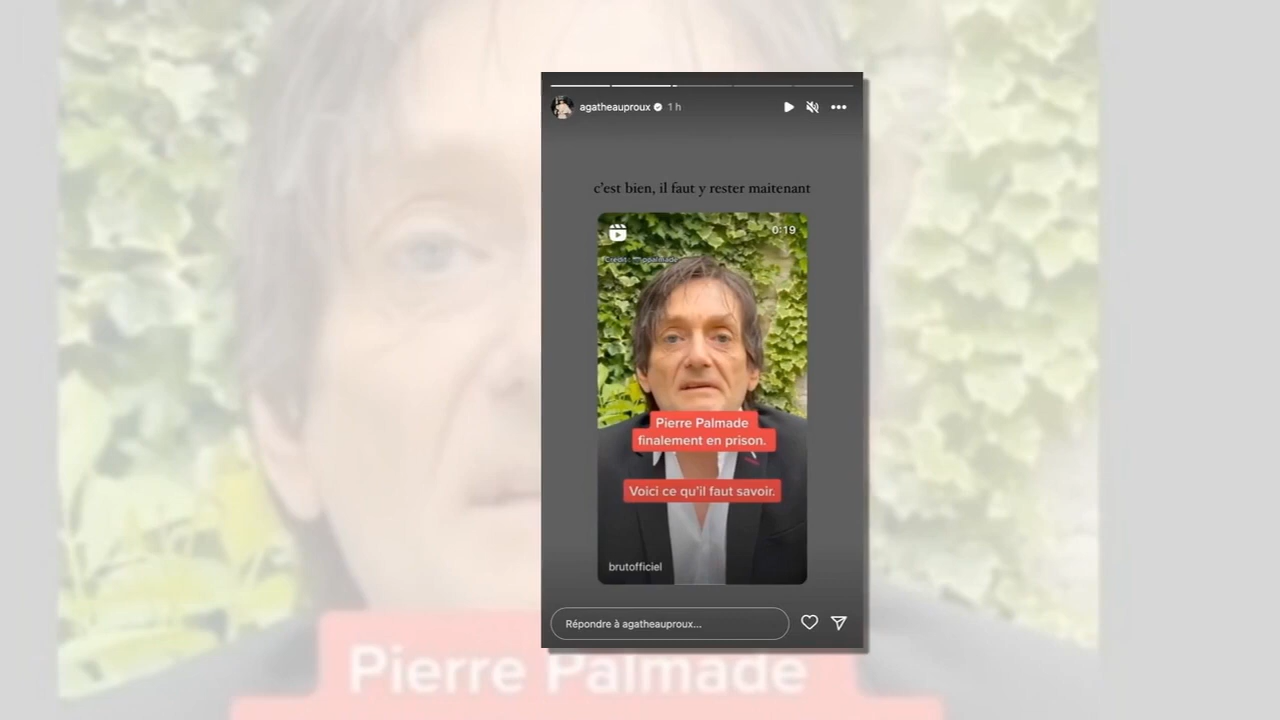 agatheauproux 1 h
c'est bien, il faut y rester maitenant
0:19
Pierre Palmade
finalement en prison.
Voici ce qu'il faut savoir.
brutofficiel
Répondre à agatheauproux...
Pierre Palmade